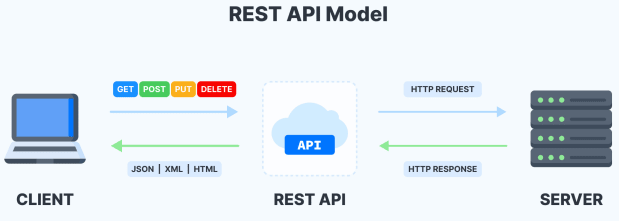 REST API Model
GET POST PUT DELETE
HTTP REQUEST
API
JSON | XML | HTML
HTTP RESPONSE
CLIENT
REST API
SERVER